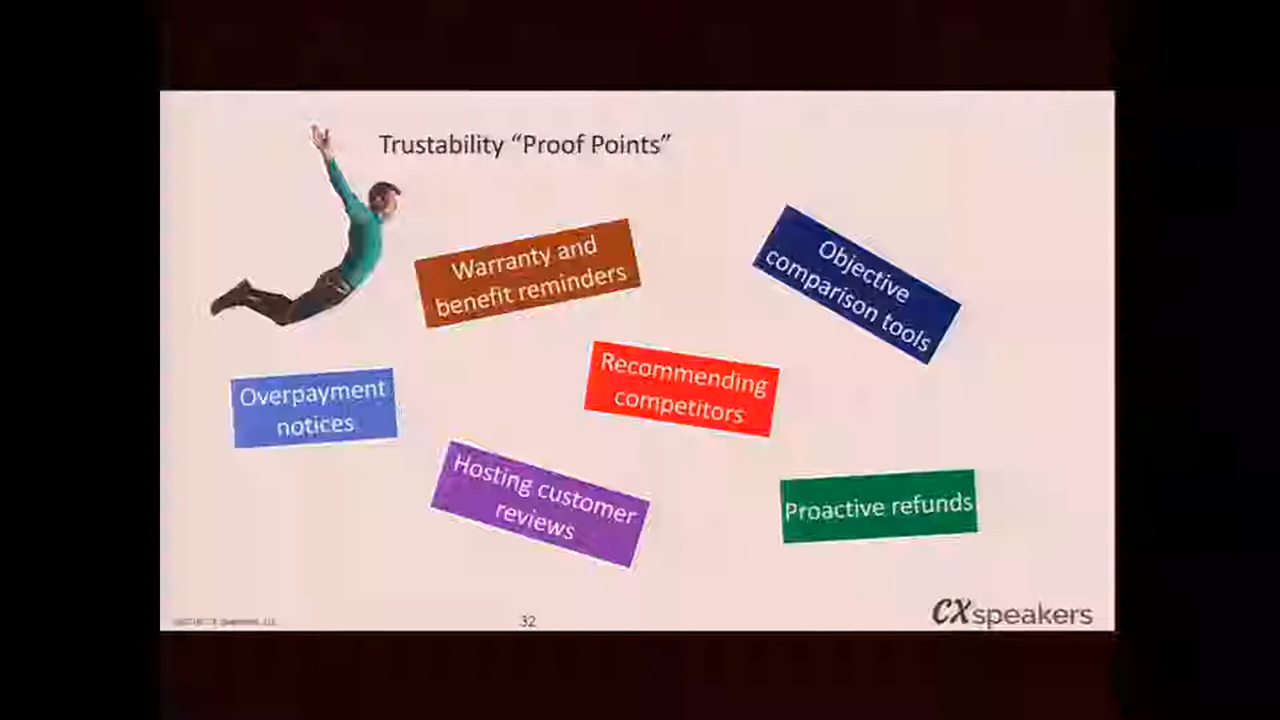 Trustability “Proof Points”
Warranty and
benefit reminders
Objective
comparison tools
Recommending
competitors
Overpayment
notices
Hosting customer
reviews
Proactive refunds
32
CXspeakers